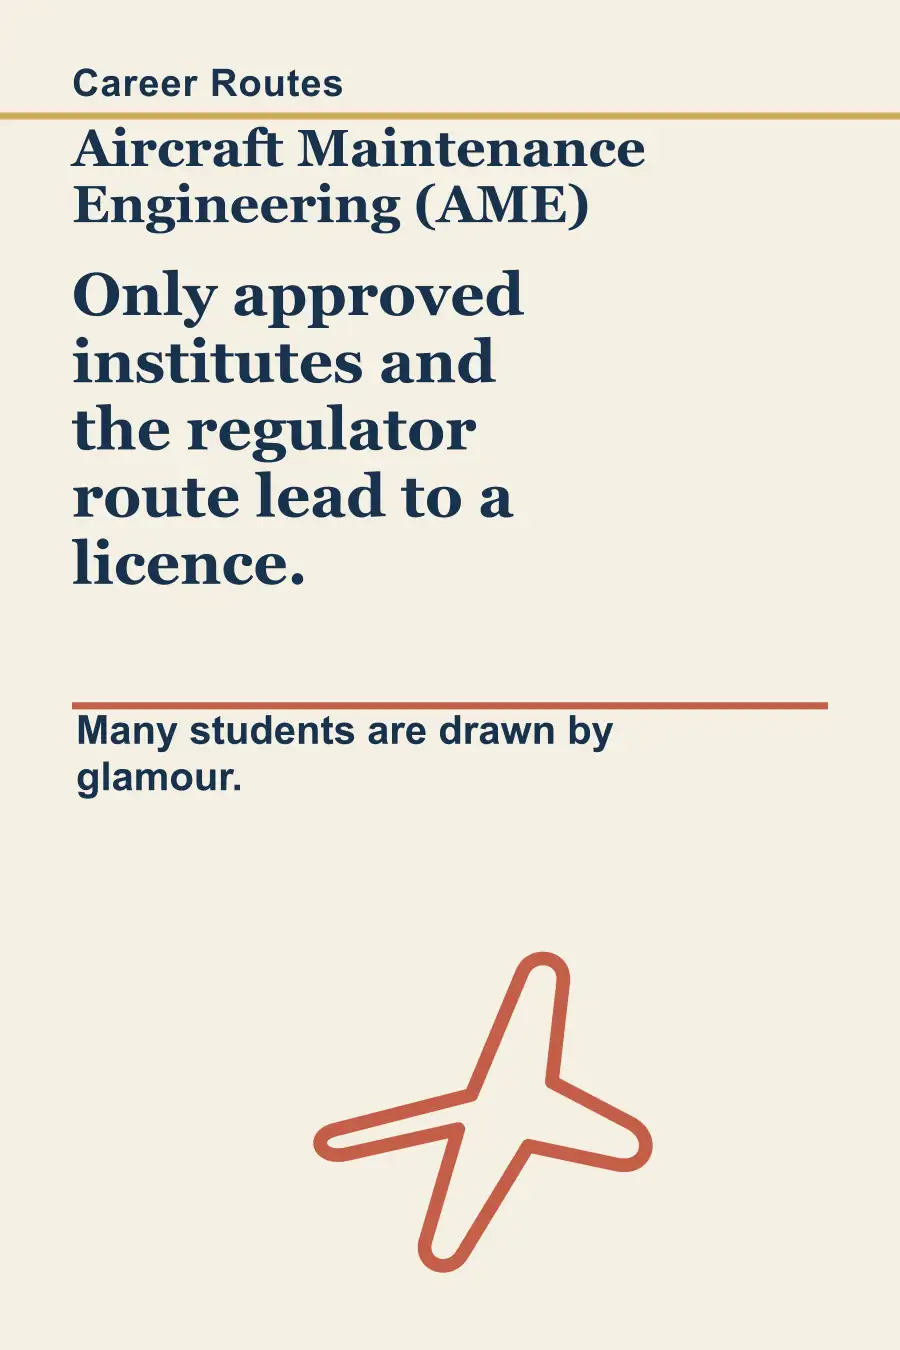 Career Routes
Aircraft Maintenance
Engineering (AME)
Only approved
institutes and
the regulator
route lead to a
licence.
Many students are drawn by
glamour.